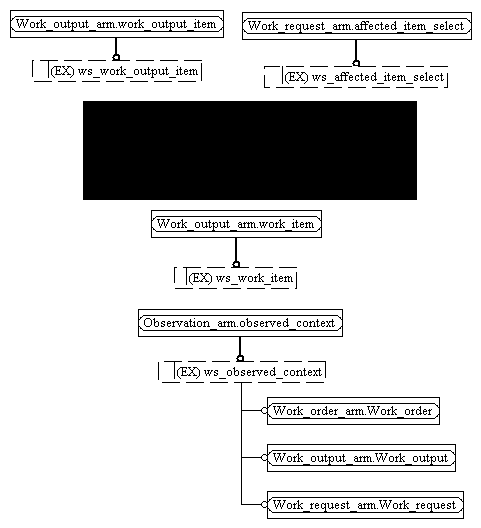 Work_output_arm.work_output_item
Work_request_arm.affected_item_select
(EX) ws_work_output_item
(EX) ws_affected_item_select
Work_output_arm.work_item
(EX) ws_work_item
Observation_arm.observed_context
(EX) ws_observed_context
Work_order_arm.Work_order
Work_output_arm.Work_output
Work_request_arm.Work_request